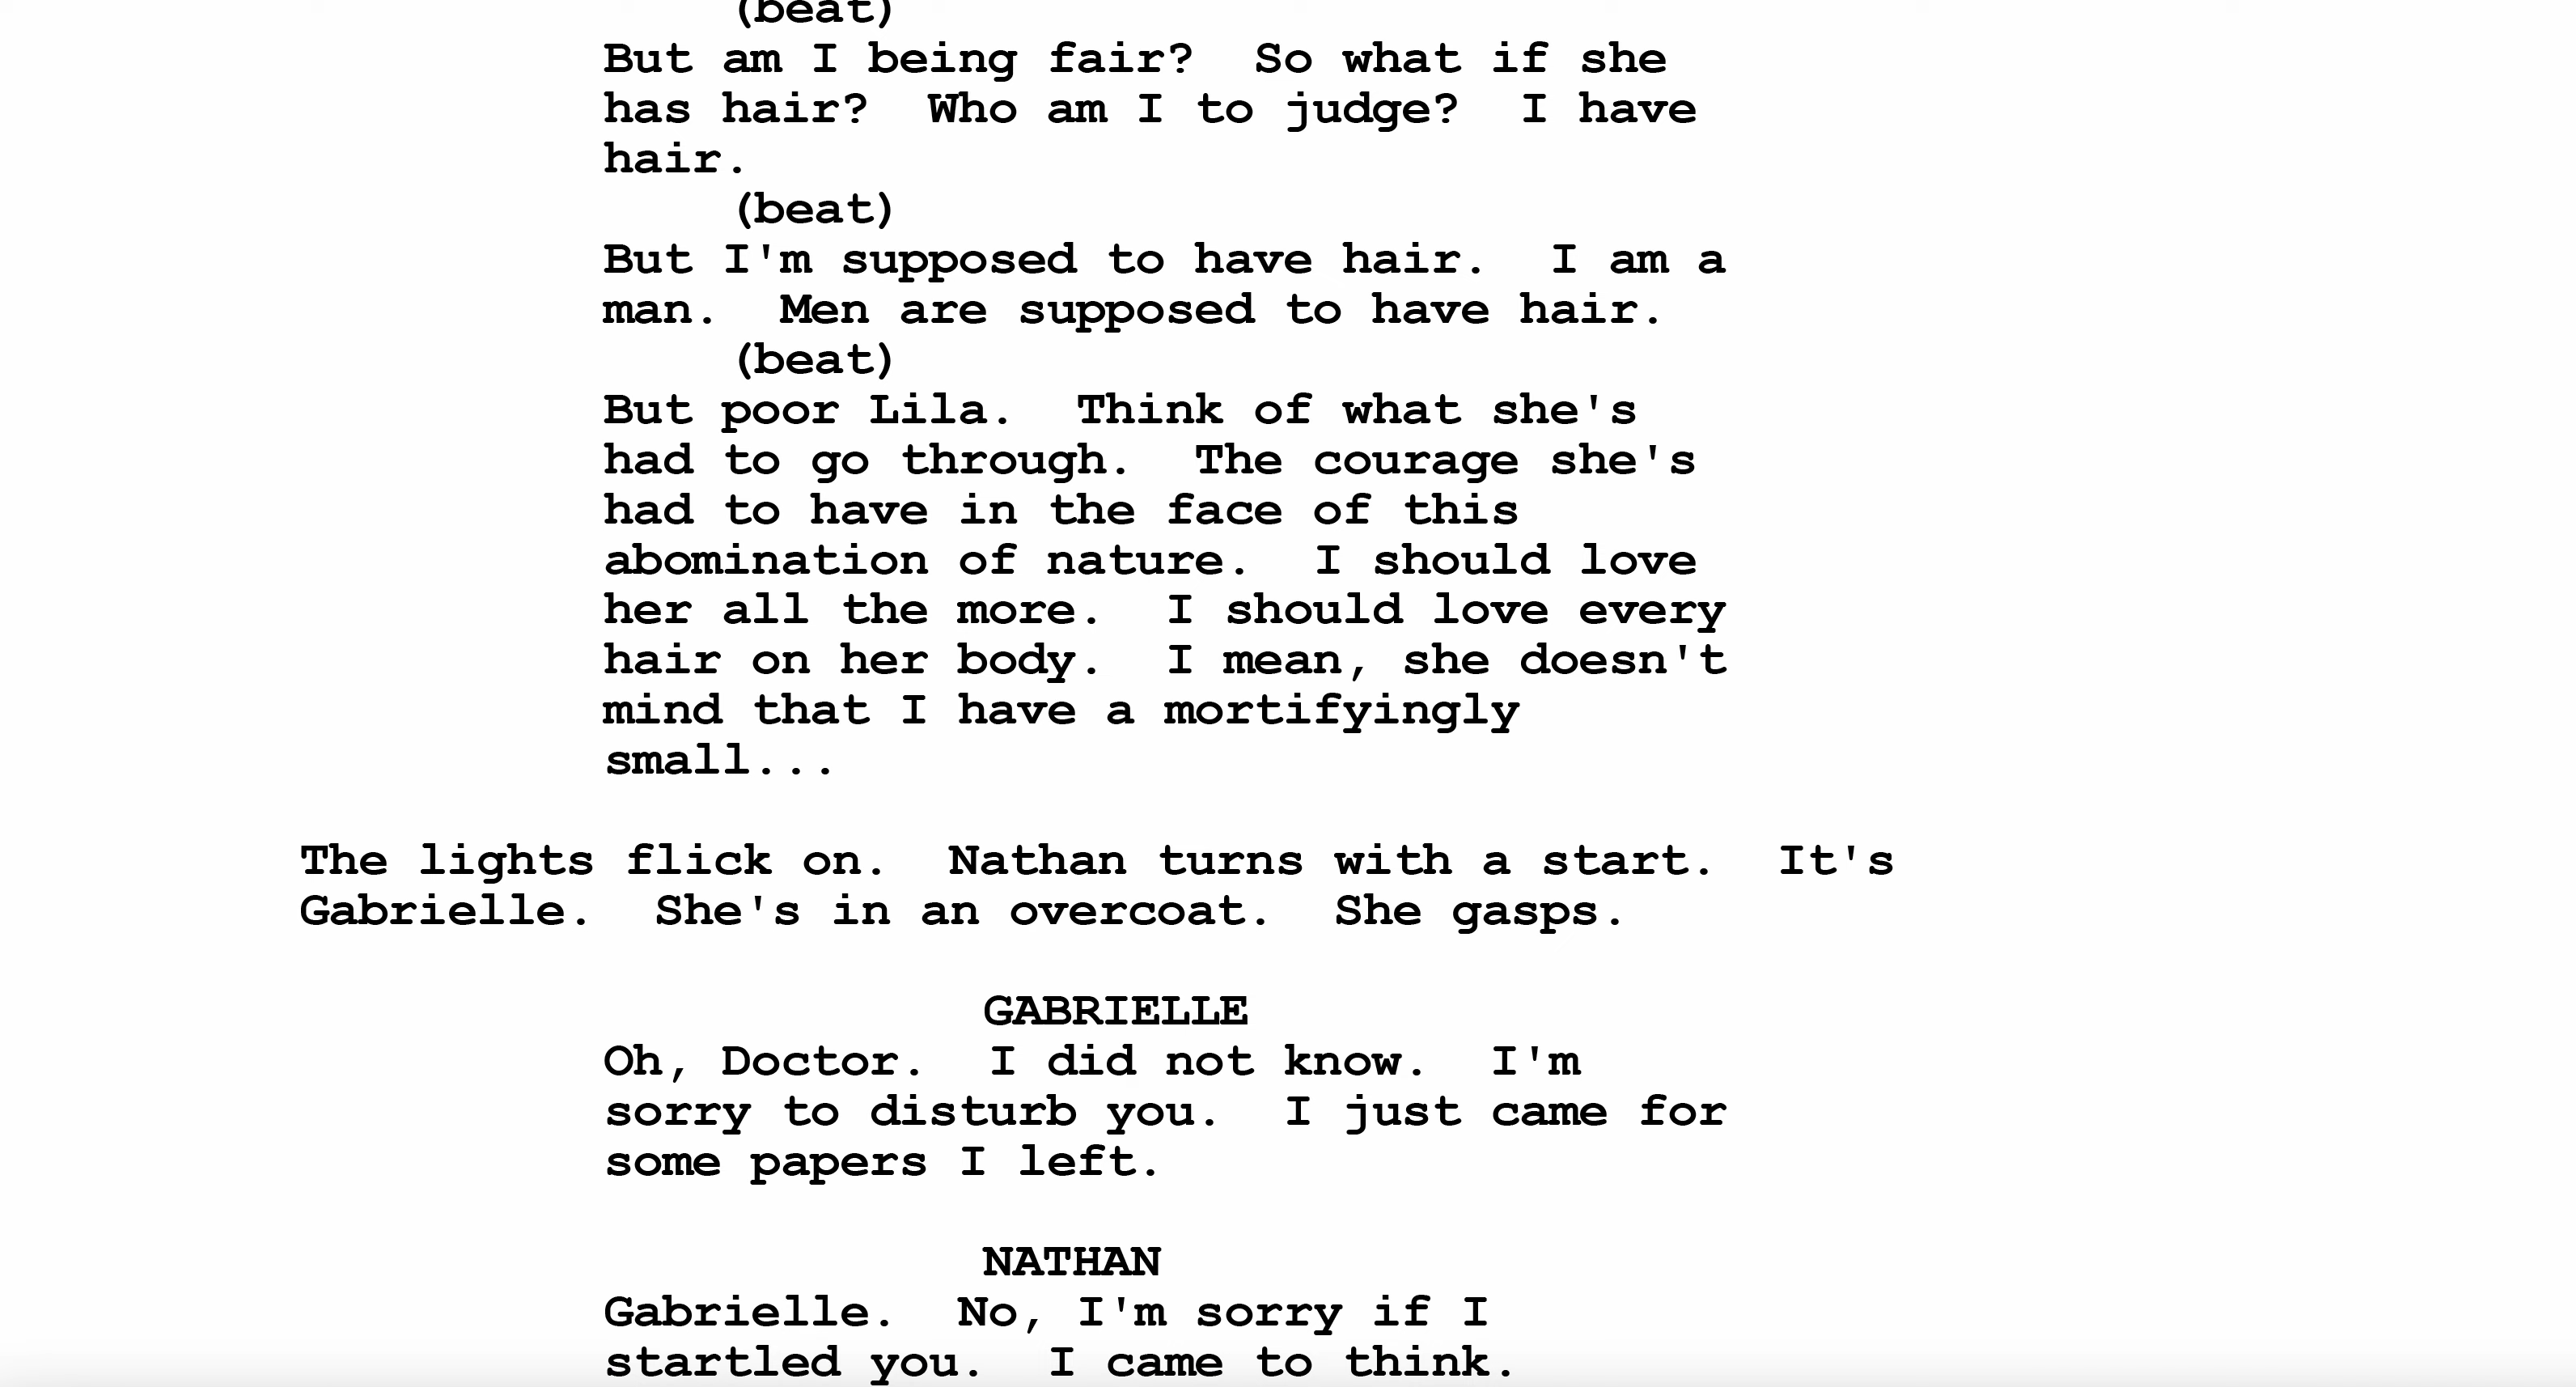 (beat)
But am I being fair?  So what if she
has hair?  Who am I to judge?  I have
hair.
(beat)
But I'm supposed to have hair.  I am a
man.  Men are supposed to have hair.
(beat)
But poor Lila.  Think of what she's
had to go through.  The courage she's
had to have in the face of this
abomination of nature.  I should love
her all the more.  I should love every
hair on her body.  I mean, she doesn't
mind that I have a mortifyingly
small...
The lights flick on.  Nathan turns with a start.  It's
Gabrielle.  She's in an overcoat.  She gasps.
GABRIELLE
Oh, Doctor.  I did not know.  I'm
sorry to disturb you.  I just came for
some papers I left.
NATHAN
Gabrielle.  No, I'm sorry if I
startled you.  I came to think.